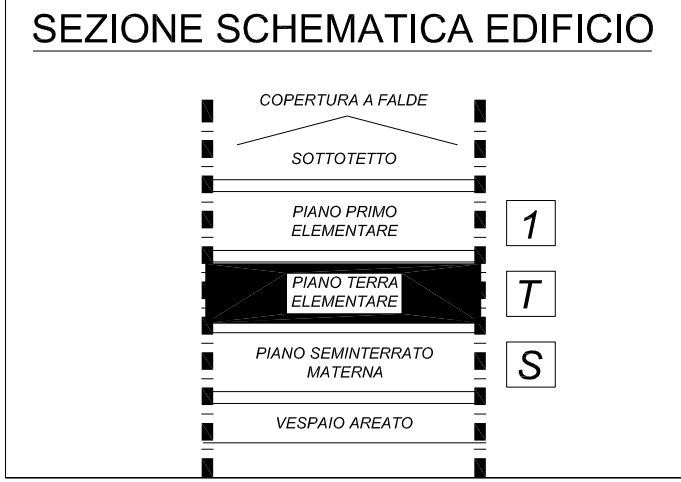 SEZIONE SCHEMATICA EDIFICIO
COPERTURA A FALDE
SOTTOTETTO
PIANO PRIMO
ELEMENTARE
1
PIANO TERRA
ELEMENTARE
T
PIANO SEMINTERRATO
MATERNA
S
VESPAIO AREATO